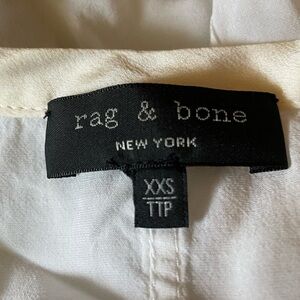 rag & bone
NEW YORK
XXS
TTP